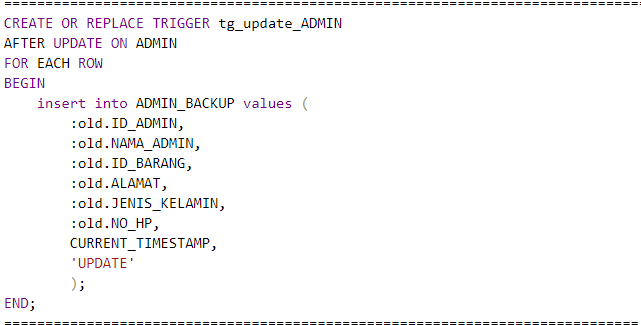 ================================================================================
CREATE OR REPLACE TRIGGER tg_update_ADMIN
AFTER UPDATE ON ADMIN
FOR EACH ROW
BEGIN
    insert into ADMIN_BACKUP values (
        :old.ID_ADMIN,
        :old.NAMA_ADMIN,
        :old.ID_BARANG,
        :old.ALAMAT,
        :old.JENIS_KELAMIN,
        :old.NO_HP,
        CURRENT_TIMESTAMP,
        'UPDATE'
        );
END;
================================================================================